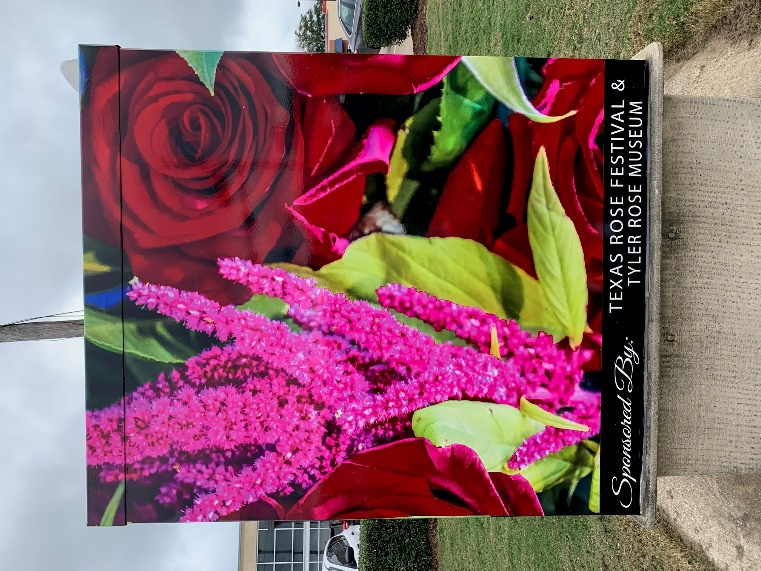 Sponsored By:
TEXAS ROSE FESTIVAL &
TYLER ROSE MUSEUM